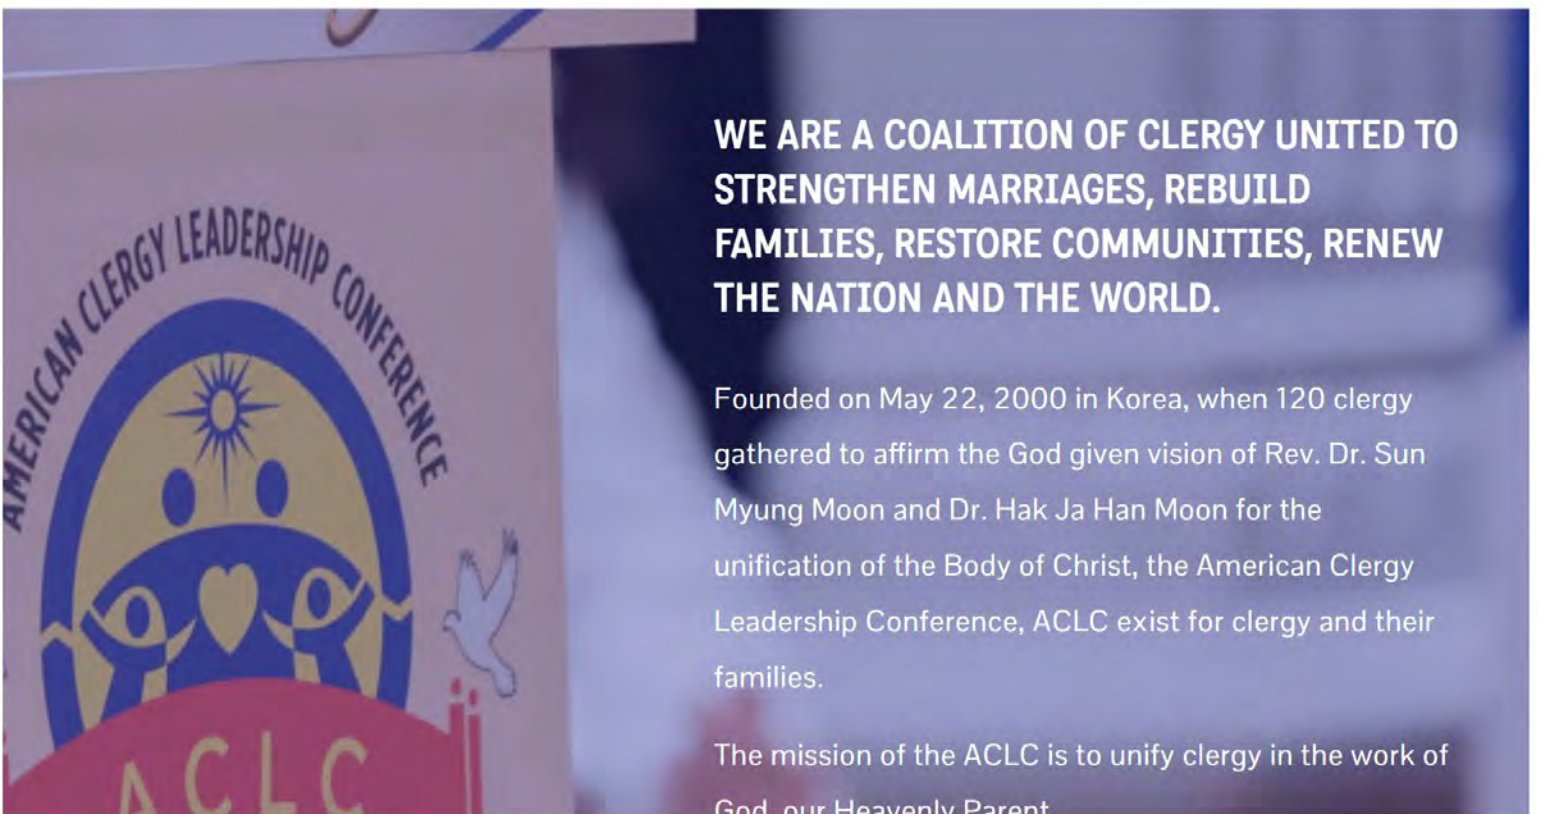 AMERICAN CLERGY LEADERSHIP CONFERENCE
ACLC
WE ARE A COALITION OF CLERGY UNITED TO
STRENGTHEN MARRIAGES, REBUILD
FAMILIES, RESTORE COMMUNITIES, RENEW
THE NATION AND THE WORLD.
Founded on May 22, 2000 in Korea, when 120 clergy
gathered to affirm the God given vision of Rev. Dr. Sun
Myung Moon and Dr. Hak Ja Han Moon for the
unification of the Body of Christ, the American Clergy
Leadership Conference, ACLC exist for clergy and their
families.
The mission of the ACLC is to unify clergy in the work of
God, our Heavenly Parent